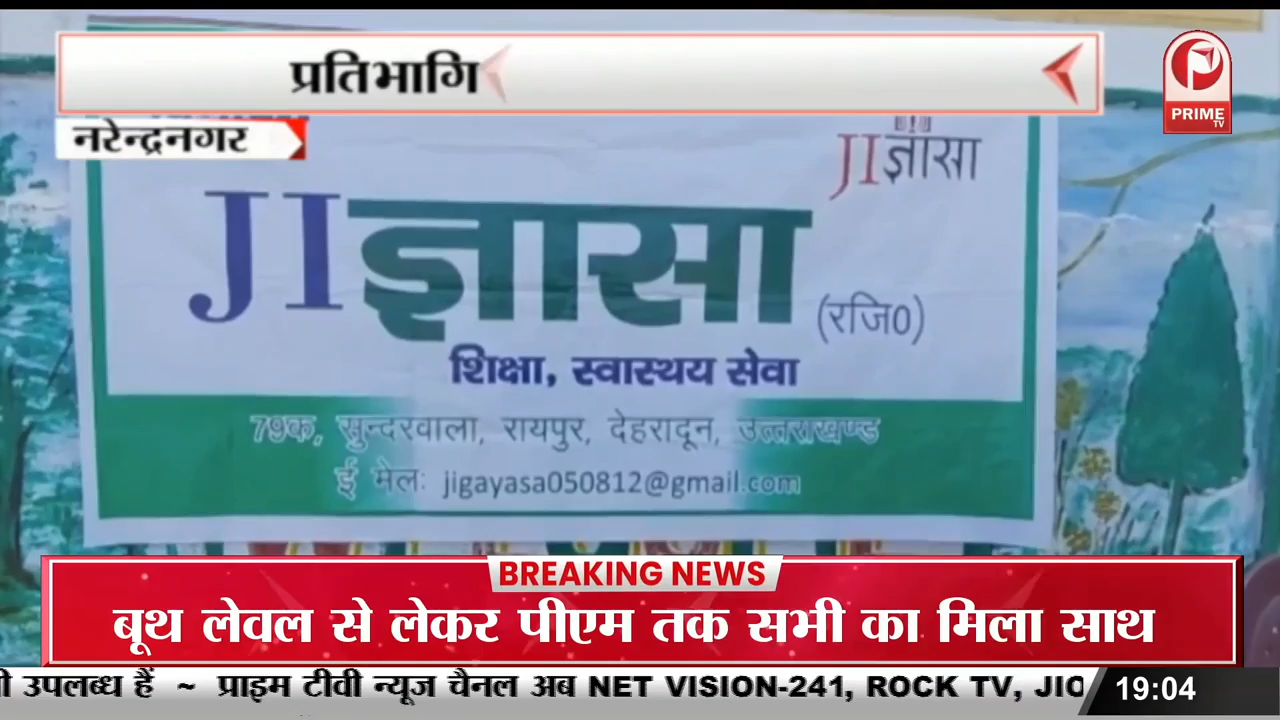 प्रतिभागि
PRIME
TV
नरेन्द्रनगर
JIज्ञासा
JIज्ञासा
(रजि0)
शिक्षा, स्वास्थय सेवा
79क, सुन्दरवाला, रायपुर, देहरादून, उत्तराखण्ड
ई मेलः jigayasa050812@gmail.com
BREAKING NEWS
बूथ लेवल से लेकर पीएम तक सभी का मिला साथ
उपलब्ध हैं ~ प्राइम टीवी न्यूज चैनल अब NET VISION-241, ROCK TV, JIO
19:04